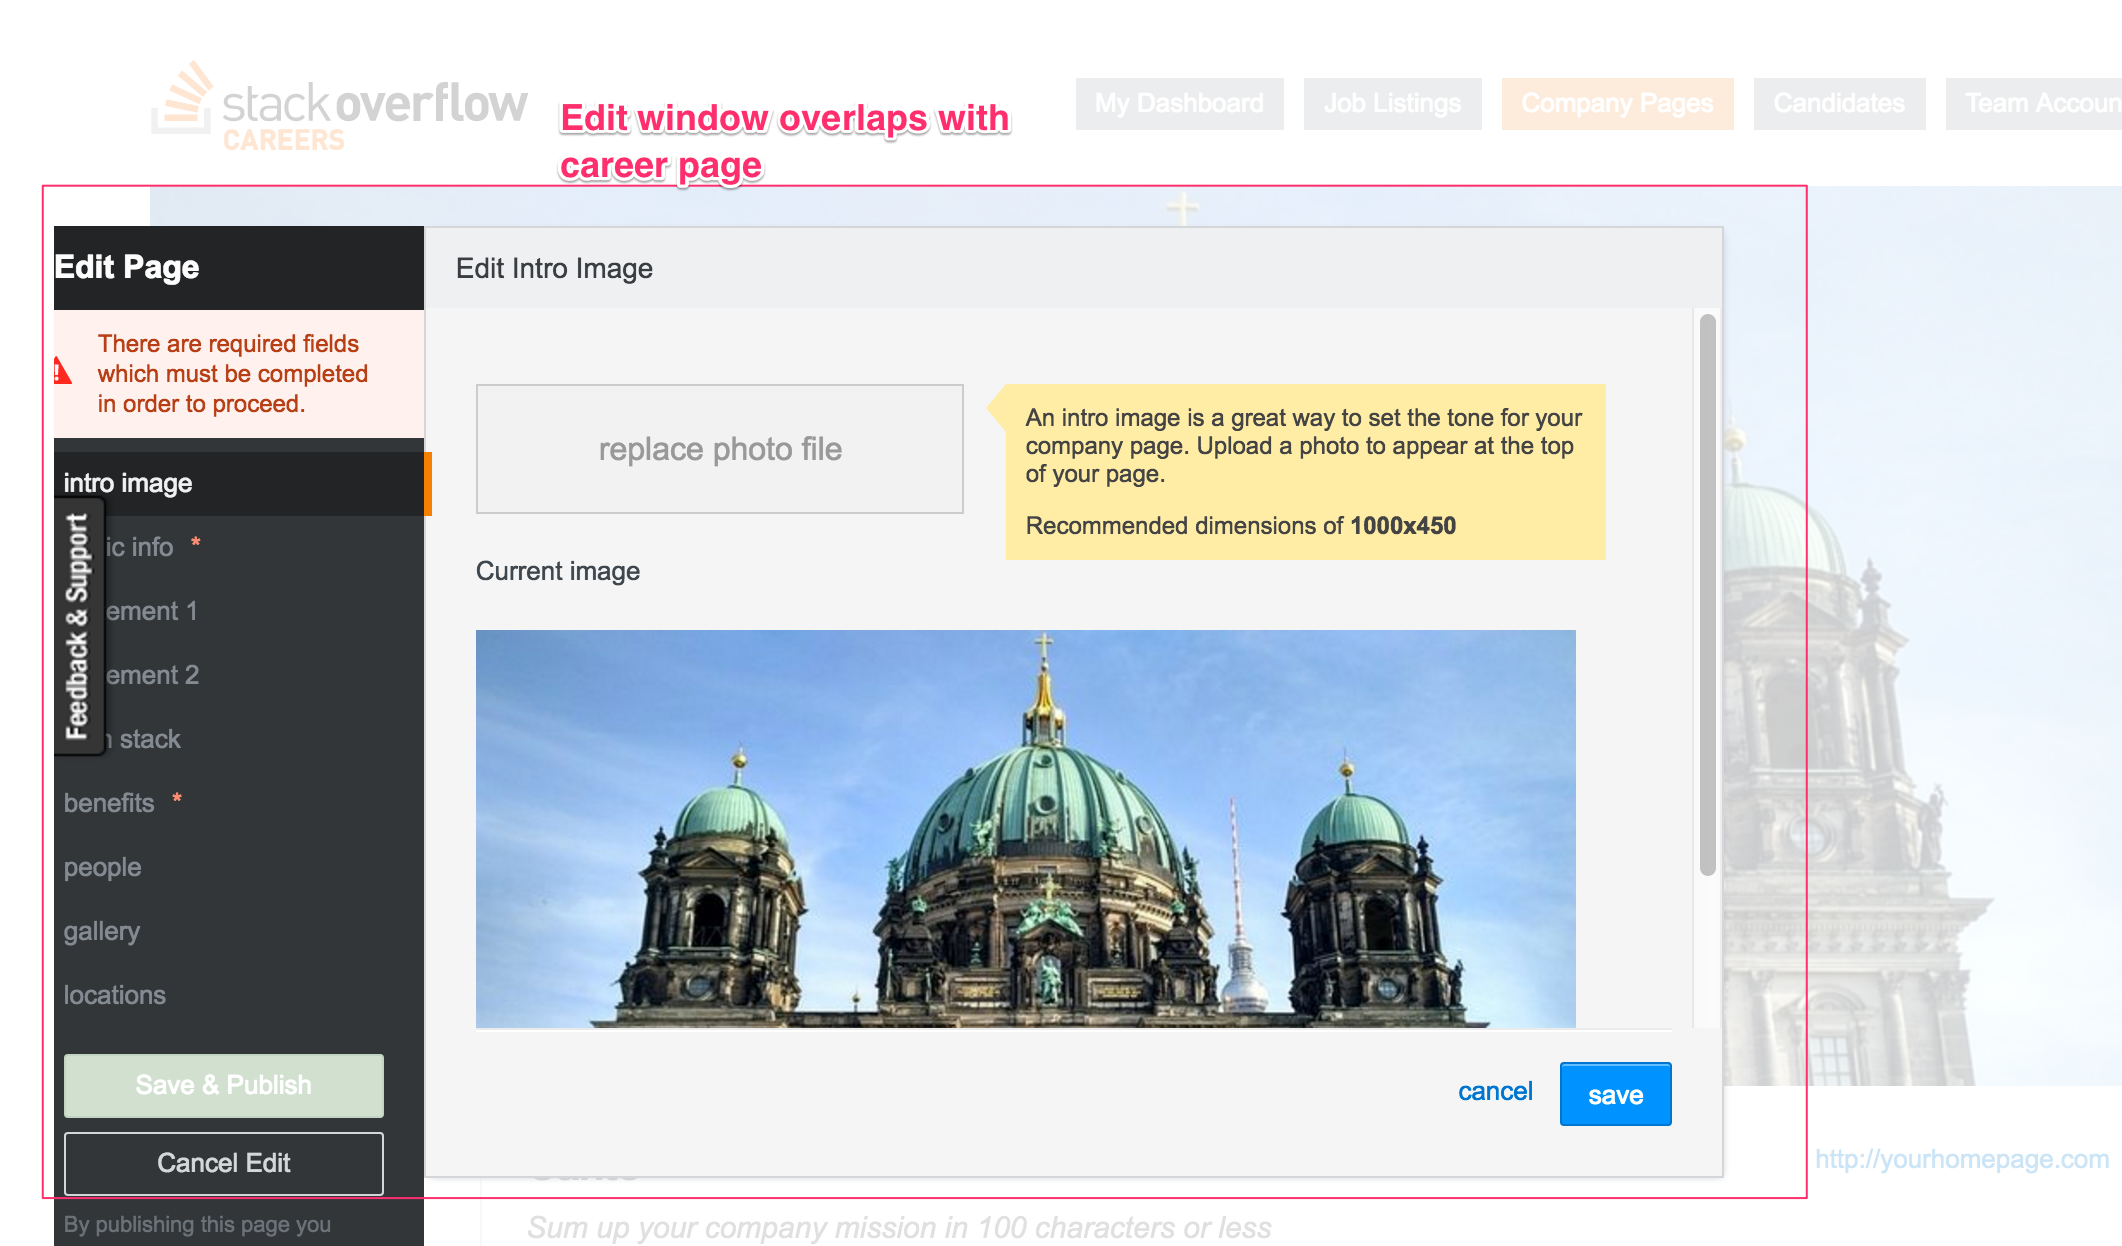 stack overflow
CAREERS
My Dashboard
Job Listings
Company Pages
Candidates
Team Accoun
Edit window overlaps with
career page
Edit Page
There are required fields
which must be completed
in order to proceed.
intro image
ic info *
ement 1
ement 2
stack
benefits *
people
gallery
locations
Save & Publish
Cancel Edit
By publishing this page you
Feedback & Support
Edit Intro Image
replace photo file
An intro image is a great way to set the tone for your
company page. Upload a photo to appear at the top
of your page.
Recommended dimensions of 1000x450
Current image
cancel
save
http://yourhomepage.com
Sum up your company mission in 100 characters or less